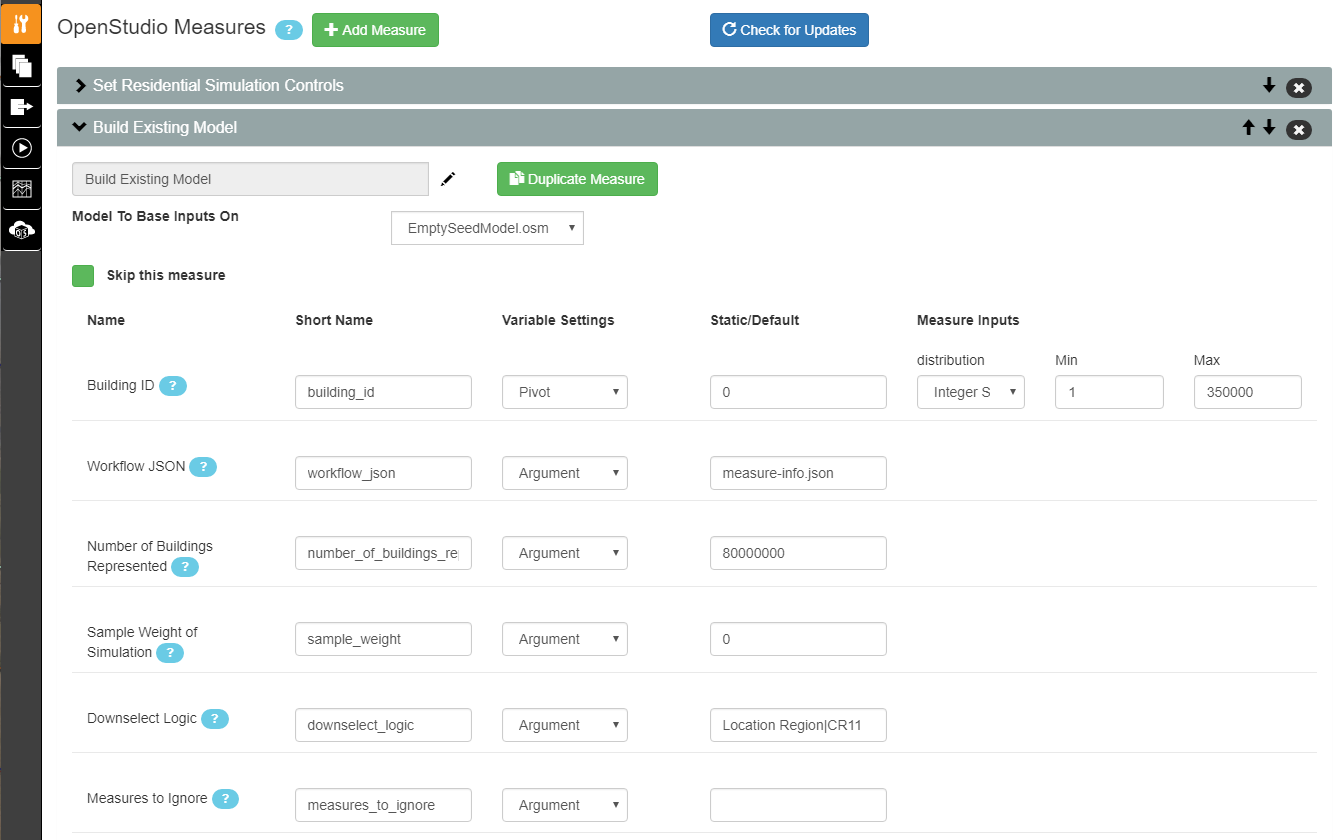 OpenStudio Measures ? Add Measure Check for Updates
Set Residential Simulation Controls
Build Existing Model
Build Existing Model Duplicate Measure
Model To Base Inputs On
EmptySeedModel.osm
Skip this measure
Name Short Name Variable Settings Static/Default Measure Inputs
distribution Min Max
Building ID ? building_id Pivot 0 Integer S 1 350000
Workflow JSON ? workflow_json Argument measure-info.json
Number of Buildings
Represented ? number_of_buildings_re Argument 80000000
Sample Weight of
Simulation ? sample_weight Argument 0
Downselect Logic ? downselect_logic Argument Location Region|CR11
Measures to Ignore ? measures_to_ignore Argument